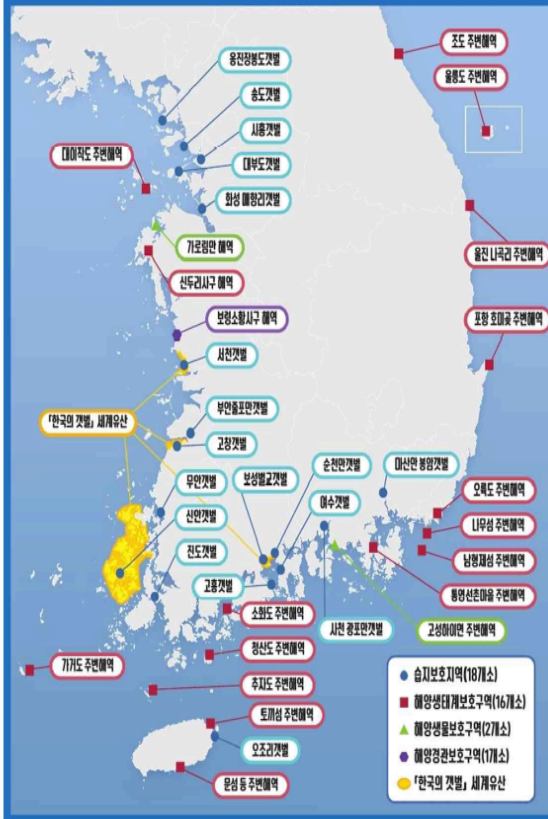 조도 주변해역
옹진장봉도갯벌
울릉도 주변해역
송도갯벌
시흥갯벌
대이작도 주변해역
대부도갯벌
화성 매향리갯벌
가로림만 해역
울진 나곡리 주변해역
신두리사구 해역
보령소황사구 해역
포항 호미곶 주변해역
서천갯벌
부안줄포만갯벌
「한국의 갯벌」 세계유산
고창갯벌
순천만갯벌
마산만 봉암갯벌
보성벌교갯벌
무안갯벌
여수갯벌
오륙도 주변해역
신안갯벌
나무섬 주변해역
진도갯벌
남형제섬 주변해역
고흥갯벌
통영선촌마을 주변해역
소화도 주변해역
사천 광포만갯벌
고성하이면 주변해역
청산도 주변해역
가거도 주변해역
추자도 주변해역
토끼섬 주변해역
오조리갯벌
문섬 등 주변해역
습지보호지역(18개소)
해양생태계보호구역(16개소)
해양생물보호구역(2개소)
해양경관보호구역(1개소)
「한국의 갯벌」 세계유산